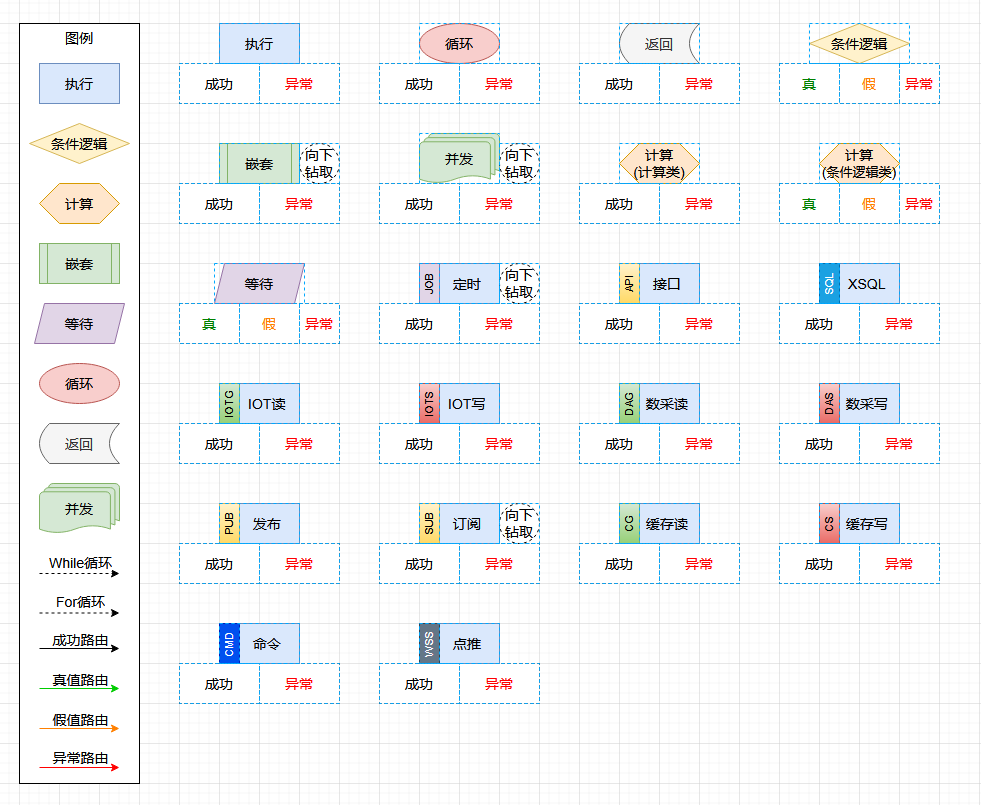 图例
执行
条件逻辑
计算
嵌套
等待
循环
返回
并发
While循环
For循环
成功路由
真值路由
假值路由
异常路由
执行
成功 异常
循环
成功 异常
返回
成功 异常
条件逻辑
真 假 异常
嵌套
向下
钻取
成功 异常
并发
向下
钻取
成功 异常
计算
(计算类)
成功 异常
计算
(条件逻辑类)
真 假 异常
等待
真 假 异常
JOB 定时
向下
钻取
成功 异常
API 接口
成功 异常
SQL XSQL
成功 异常
IOTG IOT读
成功 异常
IOTS IOT写
成功 异常
DAG 数采读
成功 异常
DAS 数采写
成功 异常
PUB 发布
成功 异常
SUB 订阅
向下
钻取
成功 异常
CG 缓存读
成功 异常
CS 缓存写
成功 异常
CMD 命令
成功 异常
WSS 点推
成功 异常